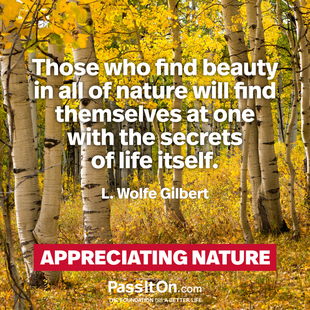 Those who find beauty
in all of nature will find
themselves at one
with the secrets
of life itself.
L. Wolfe Gilbert
APPRECIATING NATURE
PassItOn.com
THE FOUNDATION FOR A BETTER LIFE